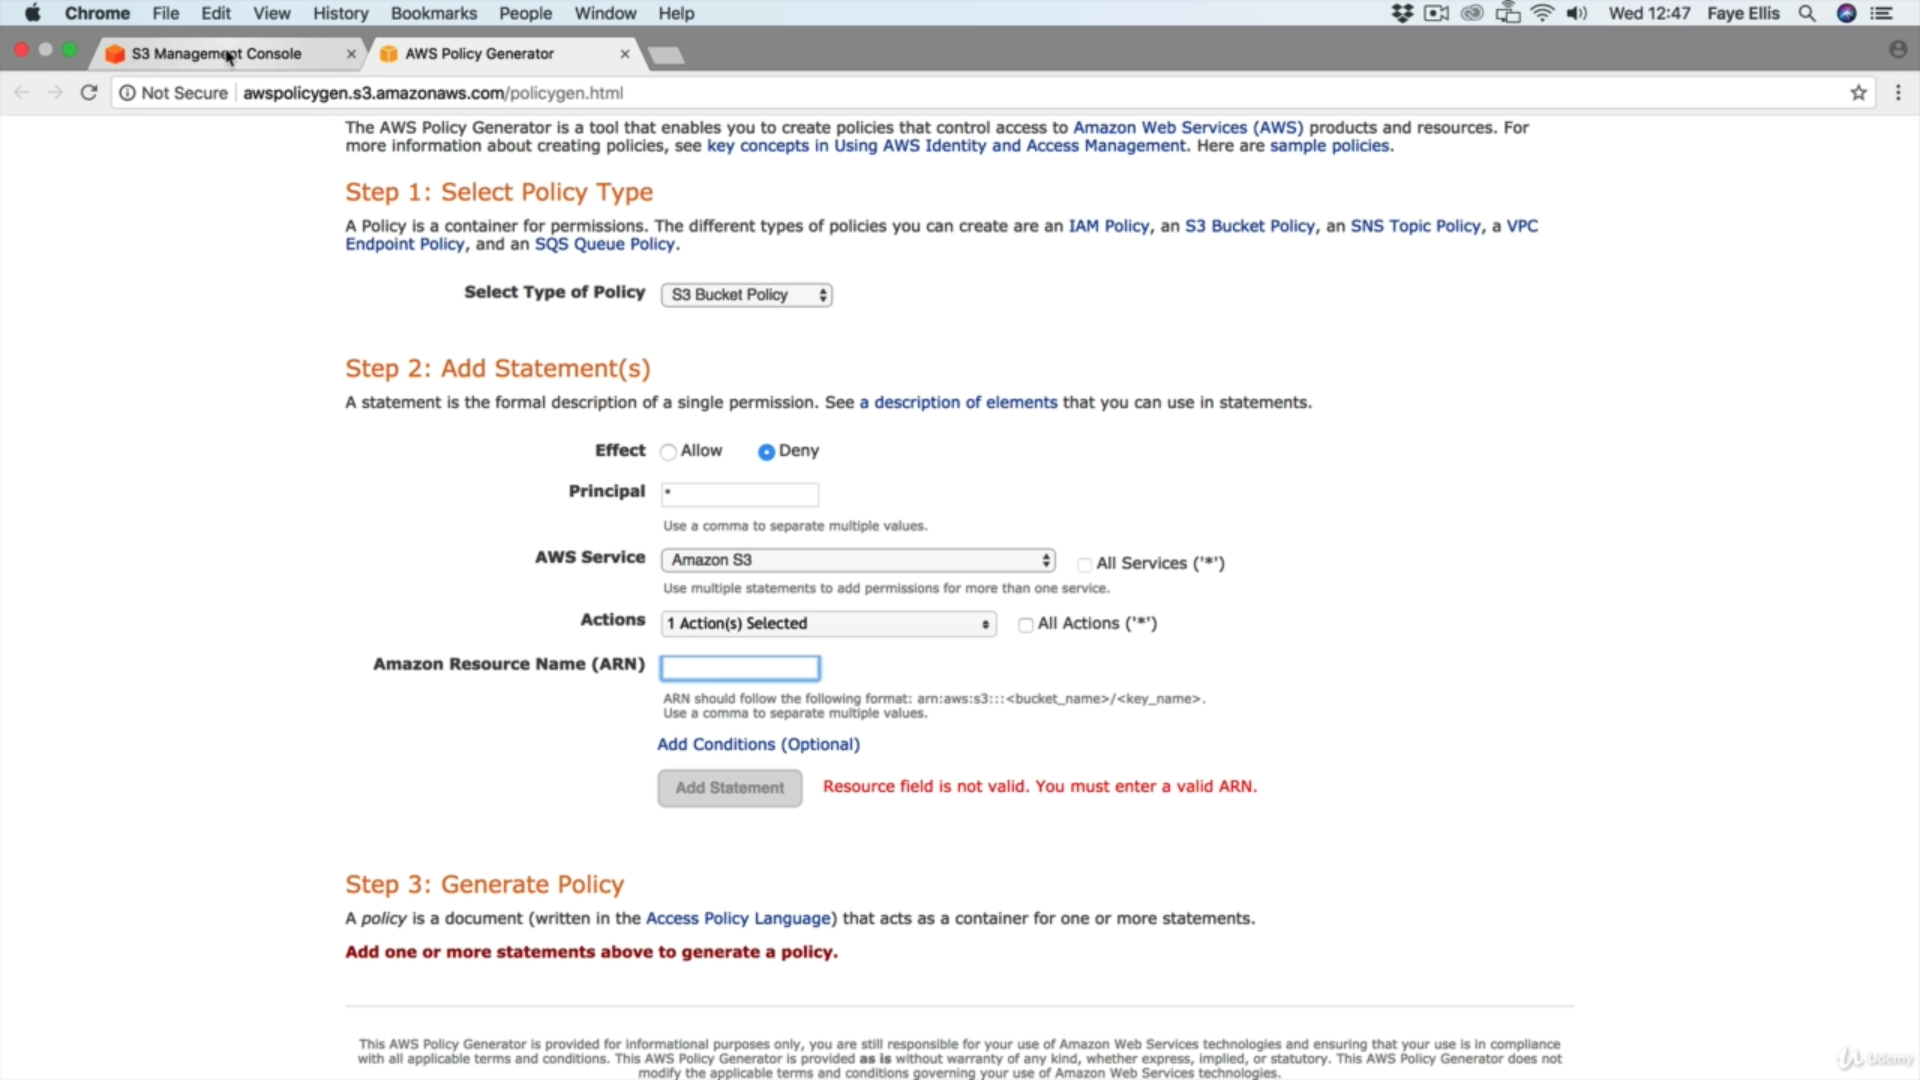 Chrome File Edit View History Bookmarks People Window Help Wed 12:47 Faye Ellis
S3 Management Console AWS Policy Generator
Not Secure awspolicygen.s3.amazonaws.com/policygen.html
The AWS Policy Generator is a tool that enables you to create policies that control access to Amazon Web Services (AWS) products and resources. For
more information about creating policies, see key concepts in Using AWS Identity and Access Management. Here are sample policies.
Step 1: Select Policy Type
A Policy is a container for permissions. The different types of policies you can create are an IAM Policy, an S3 Bucket Policy, an SNS Topic Policy, a VPC
Endpoint Policy, and an SQS Queue Policy.
Select Type of Policy S3 Bucket Policy
Step 2: Add Statement(s)
A statement is the formal description of a single permission. See a description of elements that you can use in statements.
Effect Allow Deny
Principal *
Use a comma to separate multiple values.
AWS Service Amazon S3 All Services ('*')
Use multiple statements to add permissions for more than one service.
Actions 1 Action(s) Selected All Actions ('*')
Amazon Resource Name (ARN)
ARN should follow the following format: arn:aws:s3:::<bucket_name>/<key_name>.
Use a comma to separate multiple values.
Add Conditions (Optional)
Add Statement Resource field is not valid. You must enter a valid ARN.
Step 3: Generate Policy
A policy is a document (written in the Access Policy Language) that acts as a container for one or more statements.
Add one or more statements above to generate a policy.
This AWS Policy Generator is provided for informational purposes only, you are still responsible for your use of Amazon Web Services technologies and ensuring that your use is in compliance
with all applicable terms and conditions. This AWS Policy Generator is provided as is without warranty of any kind, whether express, implied, or statutory. This AWS Policy Generator does not
modify the applicable terms and conditions governing your use of Amazon Web Services technologies.
Udemy